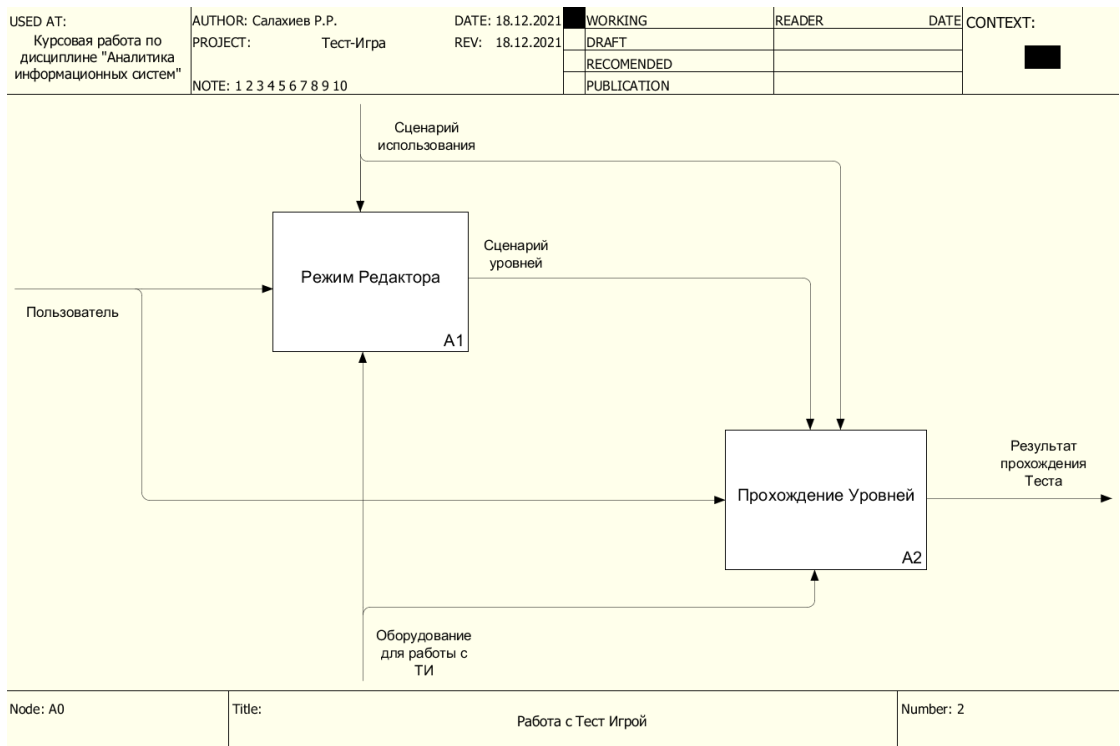 USED AT:
Курсовая работа по
дисциплине "Аналитика
информационных систем"
AUTHOR: Салахиев Р.Р.
DATE: 18.12.2021
PROJECT: Тест-Игра
REV: 18.12.2021
NOTE: 1 2 3 4 5 6 7 8 9 10
WORKING
DRAFT
RECOMENDED
PUBLICATION
READER
DATE
CONTEXT:
Сценарий
использования
Режим Редактора
A1
Сценарий
уровней
Пользователь
Прохождение Уровней
A2
Результат
прохождения
Теста
Оборудование
для работы с
ТИ
Node: A0
Title:
Работа с Тест Игрой
Number: 2